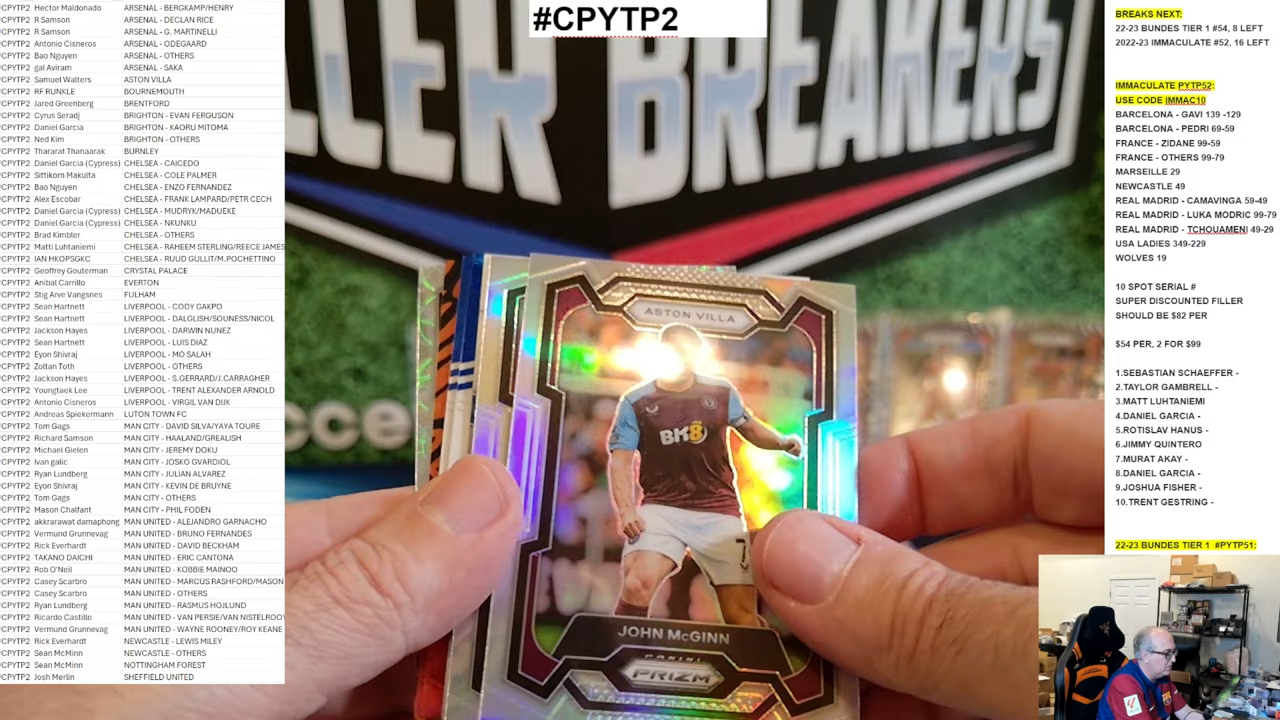 #CPYTP2
CPYTP2 Hector Maldonado ARSENAL - BERGKAMP/HENRY
#CPYTP2 R Samson ARSENAL - DECLAN RICE
#CPYTP2 R Samson ARSENAL - G. MARTINELLI
#CPYTP2 Antonio Cisneros ARSENAL - ODEGAARD
#CPYTP2 Bao Nguyen ARSENAL - OTHERS
#CPYTP2 gal Aviram ARSENAL - SAKA
#CPYTP2 Samuel Walters ASTON VILLA
#CPYTP2 RF RUNKLE BOURNEMOUTH
#CPYTP2 Jared Greenberg BRENTFORD
#CPYTP2 Cyrus Seradj BRIGHTON - EVAN FERGUSON
#CPYTP2 Daniel Garcia BRIGHTON - KAORU MITOMA
#CPYTP2 Ned Kim BRIGHTON - OTHERS
#CPYTP2 Thararat Thanaarak BURNLEY
#CPYTP2 Daniel Garcia (Cypress) CHELSEA - CAICEDO
#CPYTP2 Sittikorn Makulta CHELSEA - COLE PALMER
#CPYTP2 Bao Nguyen CHELSEA - ENZO FERNANDEZ
#CPYTP2 Alex Escobar CHELSEA - FRANK LAMPARD/PETR CECH
#CPYTP2 Daniel Garcia (Cypress) CHELSEA - MUDRYK/MADUEKE
#CPYTP2 Daniel Garcia (Cypress) CHELSEA - NKUNKU
#CPYTP2 Brad Kimbler CHELSEA - OTHERS
#CPYTP2 Matti Luhtaniemi CHELSEA - RAHEEM STERLING/REECE JAMES
#CPYTP2 IAN HKOPSGKC CHELSEA - RUUD GULLIT/M.POCHETTINO
#CPYTP2 Geoffrey Gouterman CRYSTAL PALACE
#CPYTP2 Anibal Carrillo EVERTON
#CPYTP2 Stig Arve Vangsnes FULHAM
#CPYTP2 Sean Hartnett LIVERPOOL - CODY GAKPO
#CPYTP2 Sean Hartnett LIVERPOOL - DALGLISH/SOUNESS/NICOL
#CPYTP2 Jackson Hayes LIVERPOOL - DARWIN NUNEZ
#CPYTP2 Sean Hartnett LIVERPOOL - LUIS DIAZ
#CPYTP2 Eyon Shivraj LIVERPOOL - MO SALAH
#CPYTP2 Zoltan Toth LIVERPOOL - OTHERS
#CPYTP2 Jackson Hayes LIVERPOOL - S.GERRARD/J.CARRAGHER
#CPYTP2 Youngtaek Lee LIVERPOOL - TRENT ALEXANDER ARNOLD
#CPYTP2 Antonio Cisneros LIVERPOOL - VIRGIL VAN DIJK
#CPYTP2 Andreas Spiekermann LUTON TOWN FC
#CPYTP2 Tom Gags MAN CITY - DAVID SILVA/YAYA TOURE
#CPYTP2 Richard Samson MAN CITY - HAALAND/GREALISH
#CPYTP2 Michael Gielen MAN CITY - JEREMY DOKU
#CPYTP2 Ivan galic MAN CITY - JOSKO GVARDIOL
#CPYTP2 Ryan Lundberg MAN CITY - JULIAN ALVAREZ
#CPYTP2 Eyon Shivraj MAN CITY - KEVIN DE BRUYNE
#CPYTP2 Tom Gags MAN CITY - OTHERS
#CPYTP2 Mason Chalfant MAN CITY - PHIL FODEN
#CPYTP2 akkrarawat damaphong MAN UNITED - ALEJANDRO GARNACHO
#CPYTP2 Vermund Grunnevag MAN UNITED - BRUNO FERNANDES
#CPYTP2 Rick Everhardt MAN UNITED - DAVID BECKHAM
#CPYTP2 TAKANO DAICHI MAN UNITED - ERIC CANTONA
#CPYTP2 Rob O'Neil MAN UNITED - KOBBIE MAINOO
#CPYTP2 Casey Scarbro MAN UNITED - MARCUS RASHFORD/MASON
#CPYTP2 Casey Scarbro MAN UNITED - OTHERS
#CPYTP2 Ryan Lundberg MAN UNITED - RASMUS HOJLUND
#CPYTP2 Ricardo Castillo MAN UNITED - VAN PERSIE/VAN NISTELROOY
#CPYTP2 Vermund Grunnevag MAN UNITED - WAYNE ROONEY/ROY KEANE
#CPYTP2 Rick Everhardt NEWCASTLE - LEWIS MILEY
#CPYTP2 Sean McMinn NEWCASTLE - OTHERS
#CPYTP2 Sean McMinn NOTTINGHAM FOREST
#CPYTP2 Josh Merlin SHEFFIELD UNITED
LLER BREAKERS
ASTON VILLA
BK8
7
JOHN McGINN
PANINI
PRIZM
BREAKS NEXT:
22-23 BUNDES TIER 1 #54, 8 LEFT
2022-23 IMMACULATE #52, 16 LEFT
IMMACULATE PYTP52:
USE CODE IMMAC10
BARCELONA - GAVI 139 -129
BARCELONA - PEDRI 69-59
FRANCE - ZIDANE 99-59
FRANCE - OTHERS 99-79
MARSEILLE 29
NEWCASTLE 49
REAL MADRID - CAMAVINGA 59-49
REAL MADRID - LUKA MODRIC 99-79
REAL MADRID - TCHOUAMENI 49-29
USA LADIES 349-229
WOLVES 19
10 SPOT SERIAL #
SUPER DISCOUNTED FILLER
SHOULD BE $82 PER
$54 PER, 2 FOR $99
1.SEBASTIAN SCHAEFFER -
2.TAYLOR GAMBRELL -
3.MATT LUHTANIEMI
4.DANIEL GARCIA -
5.ROTISLAV HANUS -
6.JIMMY QUINTERO
7.MURAT AKAY -
8.DANIEL GARCIA -
9.JOSHUA FISHER -
10.TRENT GESTRING -
22-23 BUNDES TIER 1 #PYTP51: